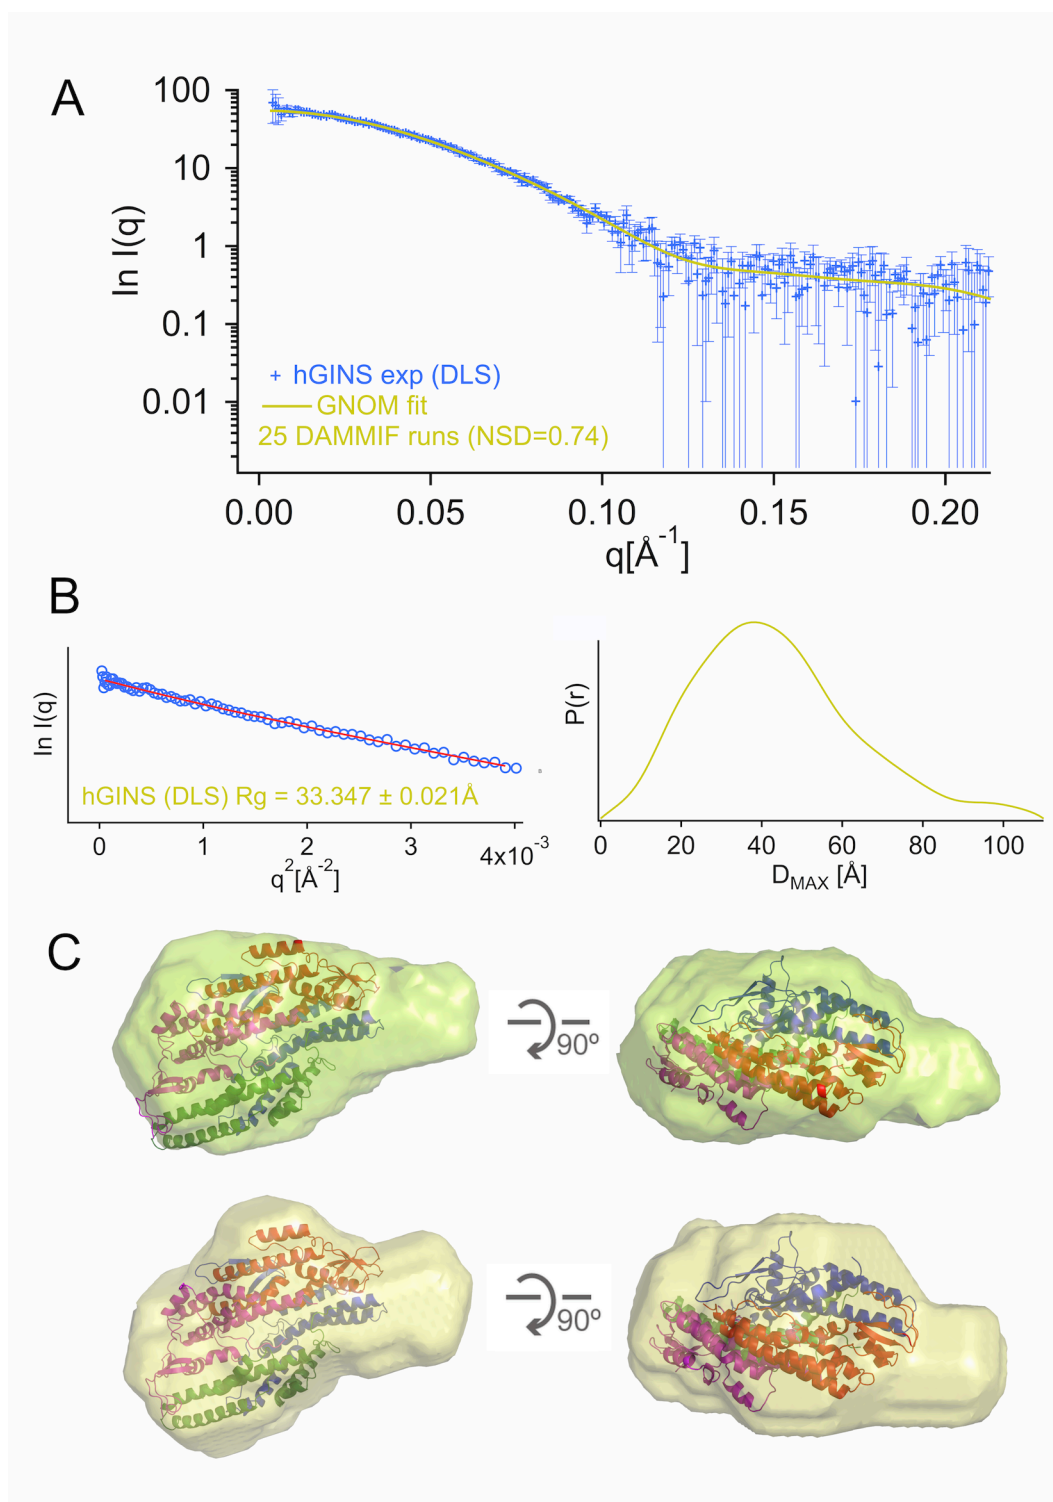 A
100
10
1
0.1
0.01
ln I(q)
+ hGINS exp (DLS)
GNOM fit
25 DAMMIF runs (NSD=0.74)
0.00 0.05 0.10 0.15 0.20
q[Å⁻¹]
B
ln I(q)
hGINS (DLS) Rg = 33.347 ± 0.021Å
0 1 2 3 4x10⁻³
q²[Å⁻²]
P(r)
0 20 40 60 80 100
D_MAX [Å]
C
90º
90º